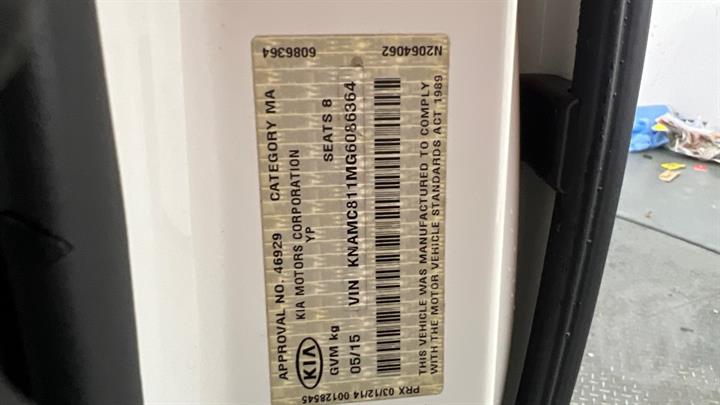 6086364 N2064062
APPROVAL NO. 46929 CATEGORY MA
KIA MOTORS CORPORATION
YP
KIA
GVM kg SEATS 8
05/15 VIN KNAMC811MG6086364
THIS VEHICLE WAS MANUFACTURED TO COMPLY
WITH THE MOTOR VEHICLE STANDARDS ACT 1989
PRX 03/12/14 00128545